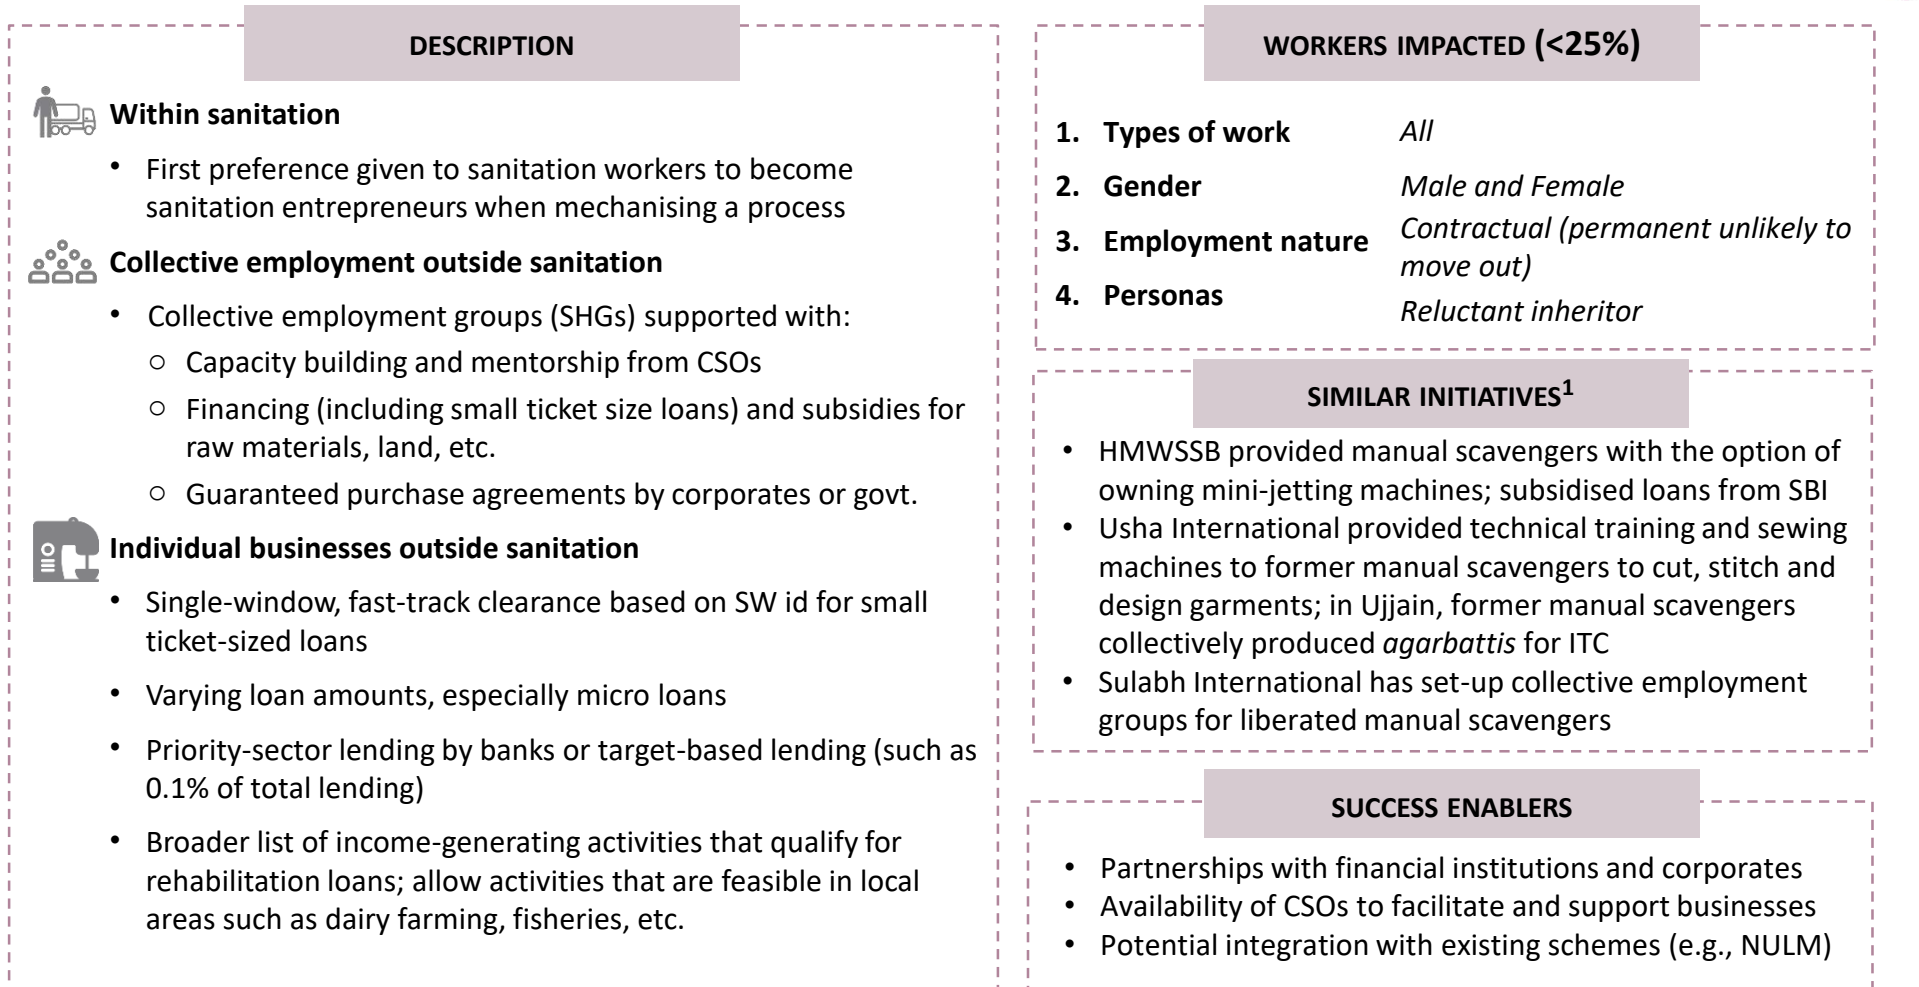 DESCRIPTION
Within sanitation
• First preference given to sanitation workers to become
sanitation entrepreneurs when mechanising a process
Collective employment outside sanitation
• Collective employment groups (SHGs) supported with:
○ Capacity building and mentorship from CSOs
○ Financing (including small ticket size loans) and subsidies for
raw materials, land, etc.
○ Guaranteed purchase agreements by corporates or govt.
Individual businesses outside sanitation
• Single-window, fast-track clearance based on SW id for small
ticket-sized loans
• Varying loan amounts, especially micro loans
• Priority-sector lending by banks or target-based lending (such as
0.1% of total lending)
• Broader list of income-generating activities that qualify for
rehabilitation loans; allow activities that are feasible in local
areas such as dairy farming, fisheries, etc.
WORKERS IMPACTED (<25%)
1. Types of work All
2. Gender Male and Female
3. Employment nature Contractual (permanent unlikely to
move out)
4. Personas Reluctant inheritor
SIMILAR INITIATIVES1
• HMWSSB provided manual scavengers with the option of
owning mini-jetting machines; subsidised loans from SBI
• Usha International provided technical training and sewing
machines to former manual scavengers to cut, stitch and
design garments; in Ujjain, former manual scavengers
collectively produced agarbattis for ITC
• Sulabh International has set-up collective employment
groups for liberated manual scavengers
SUCCESS ENABLERS
• Partnerships with financial institutions and corporates
• Availability of CSOs to facilitate and support businesses
• Potential integration with existing schemes (e.g., NULM)